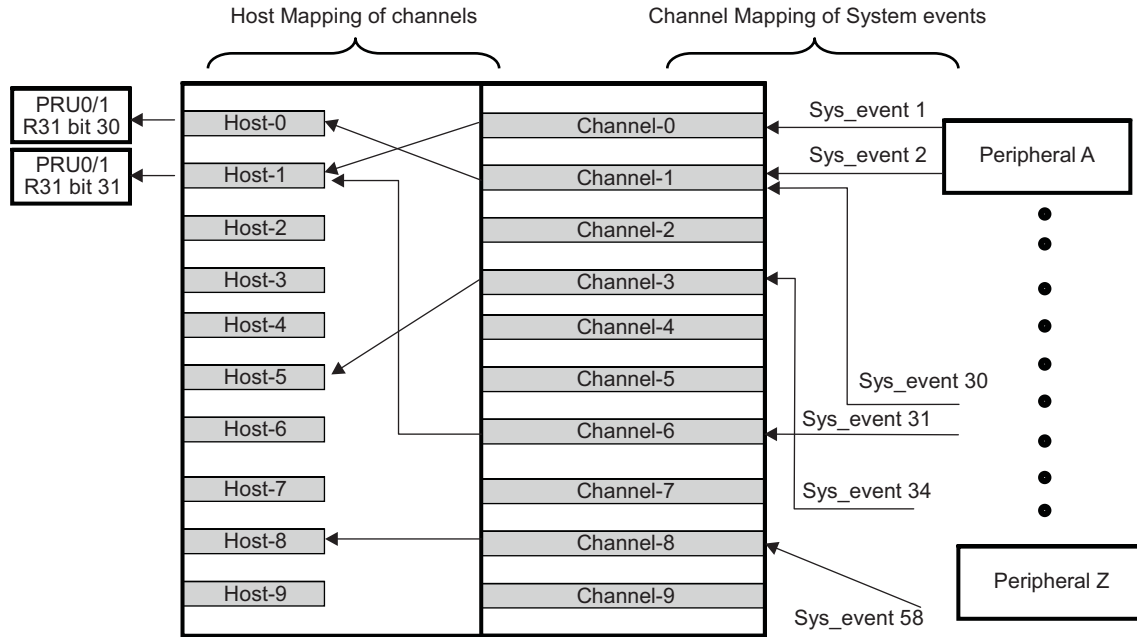 Host Mapping of channels
Channel Mapping of System events
PRU0/1
R31 bit 30
PRU0/1
R31 bit 31
Host-0
Host-1
Host-2
Host-3
Host-4
Host-5
Host-6
Host-7
Host-8
Host-9
Channel-0
Channel-1
Channel-2
Channel-3
Channel-4
Channel-5
Channel-6
Channel-7
Channel-8
Channel-9
Sys_event 1
Sys_event 2
Sys_event 30
Sys_event 31
Sys_event 34
Sys_event 58
Peripheral A
Peripheral Z